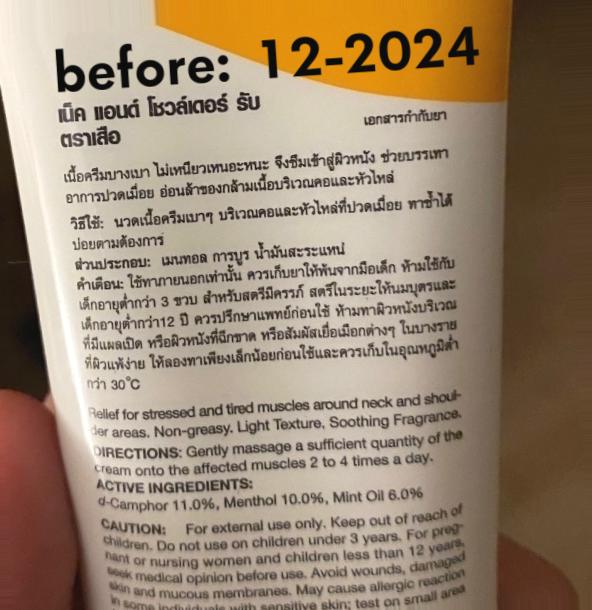 before: 12-2024
เน็ค แอนด์ โชวล์เดอร์ รับ
ตราเสือ
เอกสารกำกับยา
เนื้อครีมบางเบา ไม่เหนียวเหนอะหนะ จึงซึมเข้าสู่ผิวหนัง ช่วยบรรเทา
อาการปวดเมื่อย อ่อนล้าของกล้ามเนื้อบริเวณคอและหัวไหล่
วิธีใช้: นวดเนื้อครีมเบาๆ บริเวณคอและหัวไหล่ที่ปวดเมื่อย ทาซ้ำได้
บ่อยตามต้องการ
ส่วนประกอบ: เมนทอล การบูร น้ำมันสะระแหน่
คำเตือน: ใช้ทาภายนอกเท่านั้น ควรเก็บยาให้พ้นจากมือเด็ก ห้ามใช้กับ
เด็กอายุต่ำกว่า 3 ขวบ สำหรับสตรีมีครรภ์ สตรีในระยะให้นมบุตรและ
เด็กอายุต่ำกว่า12 ปี ควรปรึกษาแพทย์ก่อนใช้ ห้ามทาผิวหนังบริเวณ
ที่มีแผลเปิด หรือผิวหนังที่ฉีกขาด หรือสัมผัสเยื่อเมือกต่างๆ ในบางราย
ที่ผิวแพ้ง่าย ให้ลองทาเพียงเล็กน้อยก่อนใช้และควรเก็บในอุณหภูมิต่ำ
กว่า 30°C
Relief for stressed and tired muscles around neck and shoul-
der areas. Non-greasy. Light Texture. Soothing Fragrance.
DIRECTIONS: Gently massage a sufficient quantity of the
cream onto the affected muscles 2 to 4 times a day.
ACTIVE INGREDIENTS:
d-Camphor 11.0%, Menthol 10.0%, Mint Oil 6.0%
CAUTION: For external use only. Keep out of reach of
children. Do not use on children under 3 years. For preg-
nant or nursing women and children less than 12 years,
seek medical opinion before use. Avoid wounds, damaged
skin and mucous membranes. May cause allergic reaction
in some individuals with sensitive skin; test on small area